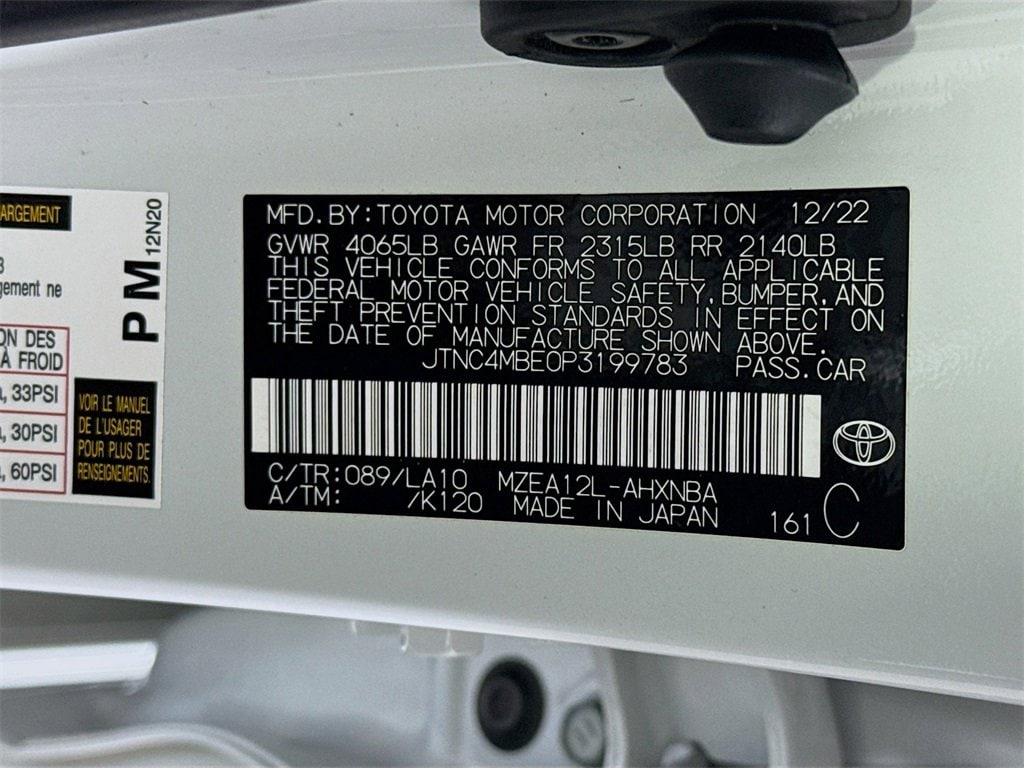 ARGEMENT
gement ne
PM 12N20
ON DES
À FROID
33PSI
30PSI
60PSI
VOIR LE MANUEL
DE L'USAGER
POUR PLUS DE
RENSEIGNEMENTS.
MFD.BY:TOYOTA MOTOR CORPORATION 12/22
GVWR 4065LB GAWR FR 2315LB RR 2140LB
THIS VEHICLE CONFORMS TO ALL APPLICABLE
FEDERAL MOTOR VEHICLE SAFETY,BUMPER,AND
THEFT PREVENTION STANDARDS IN EFFECT ON
THE DATE OF MANUFACTURE SHOWN ABOVE.
JTNC4MBE0P3199783 PASS.CAR
C/TR:089/LA10 MZEA12L-AHXNBA
A/TM: /K120 MADE IN JAPAN
161 C